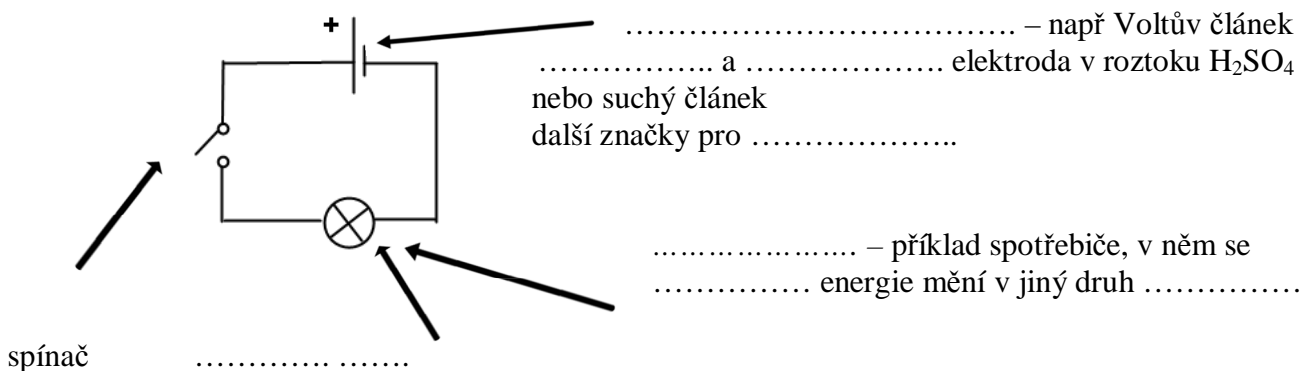 +
………………………………. – např Voltův článek
…………….. a ………………. elektroda v roztoku H₂SO₄
nebo suchý článek
další značky pro ………………..
………………… – příklad spotřebiče, v něm se
…………… energie mění v jiný druh ……………
spínač …………. …….